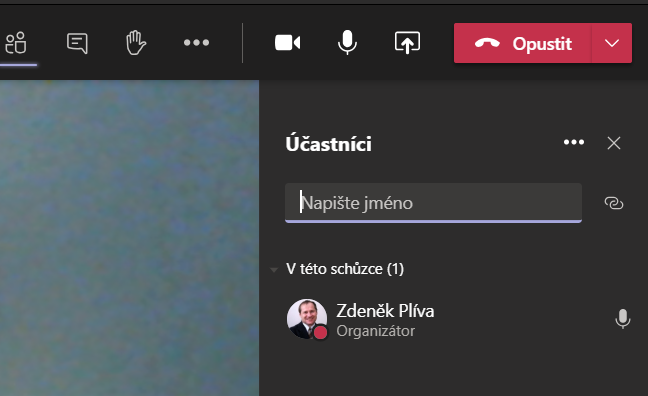 Opustit
Účastníci
Napište jméno
V této schůzce (1)
Zdeněk Plíva
Organizátor